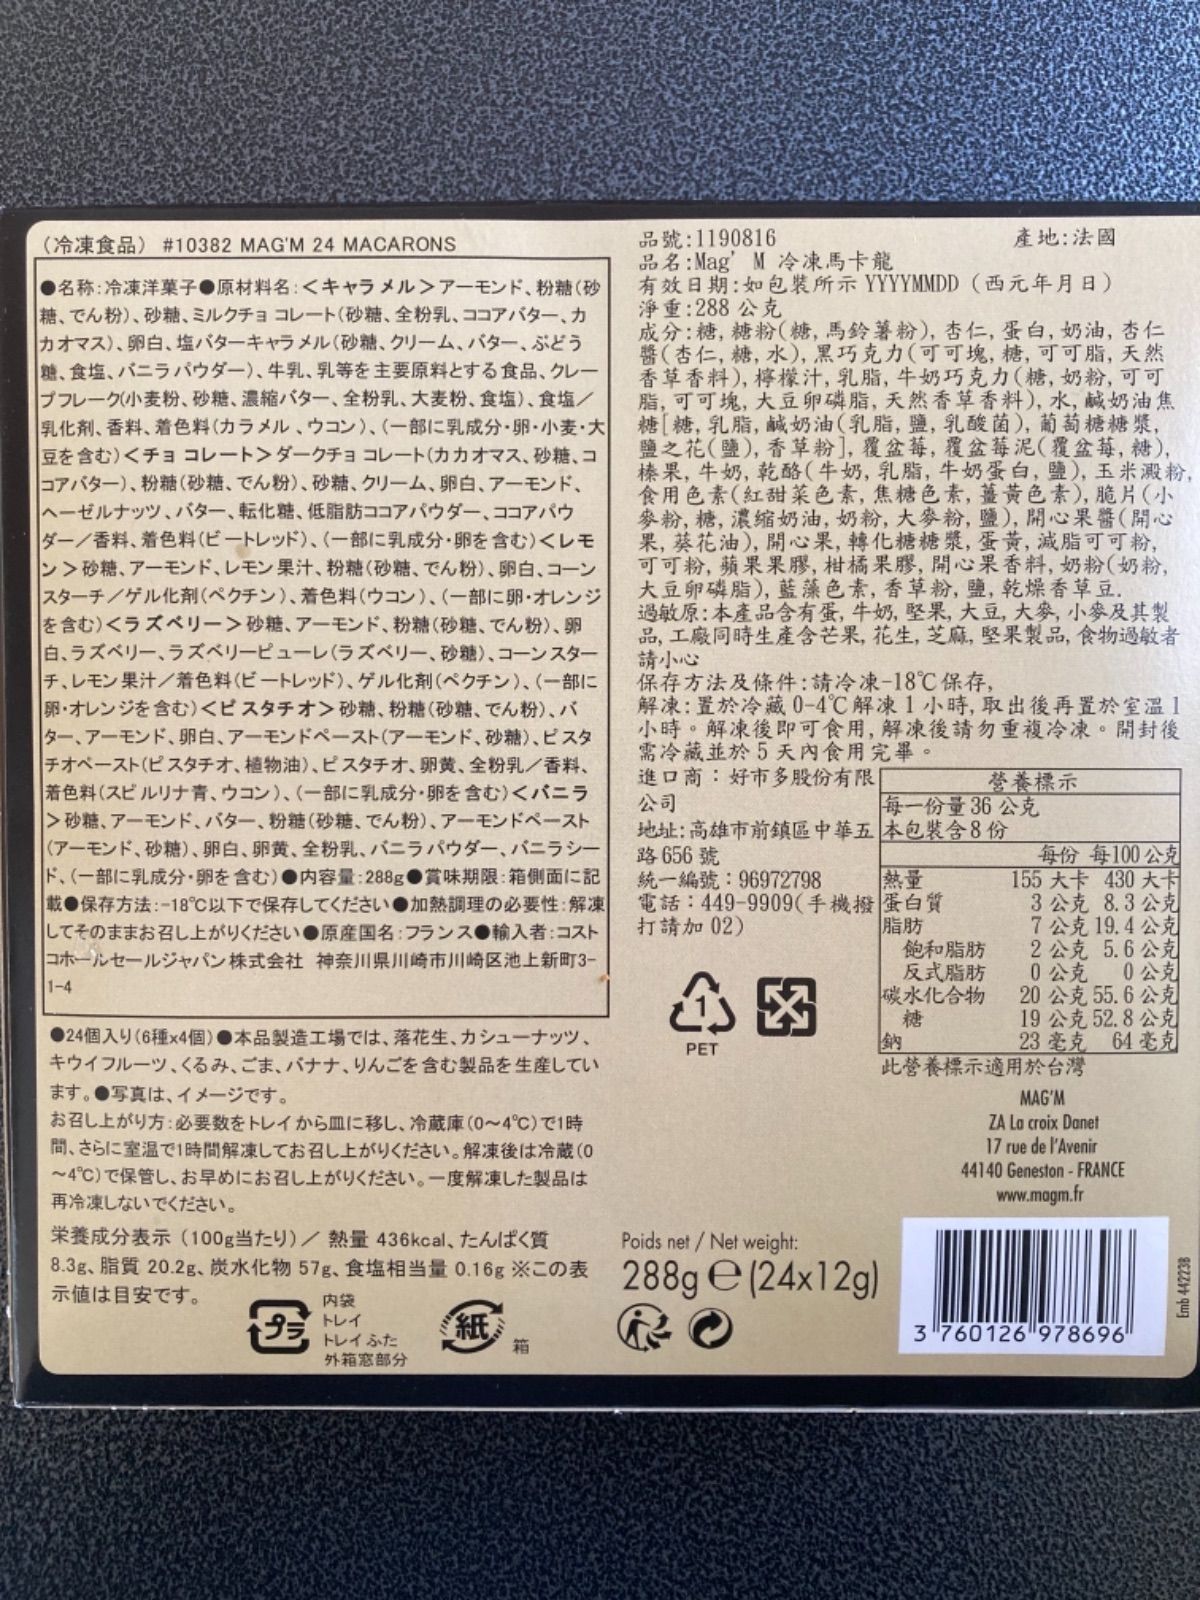 (冷凍食品) #10382 MAG'M 24 MACARONS
●名称:冷凍洋菓子●原材料名:＜キャラメル＞アーモンド、粉糖(砂
糖、でん粉)、砂糖、ミルクチョコレート(砂糖、全粉乳、ココアバター、カ
カオマス)、卵白、塩バターキャラメル(砂糖、クリーム、バター、ぶどう
糖、食塩、バニラパウダー)、牛乳、乳等を主要原料とする食品、クレー
プフレーク(小麦粉、砂糖、濃縮バター、全粉乳、大麦粉、食塩)、食塩／
乳化剤、香料、着色料(カラメル、ウコン)、(一部に乳成分・卵・小麦・大
豆を含む)＜チョコレート＞ダークチョコレート(カカオマス、砂糖、コ
コアバター)、粉糖(砂糖、でん粉)、砂糖、クリーム、卵白、アーモンド、
ヘーゼルナッツ、バター、転化糖、低脂肪ココアパウダー、ココアパウ
ダー／香料、着色料(ビートレッド)、(一部に乳成分・卵を含む)＜レモ
ン＞砂糖、アーモンド、レモン果汁、粉糖(砂糖、でん粉)、卵白、コーン
スターチ／ゲル化剤(ペクチン)、着色料(ウコン)、(一部に卵・オレンジ
を含む)＜ラズベリー＞砂糖、アーモンド、粉糖(砂糖、でん粉)、卵
白、ラズベリー、ラズベリーピューレ(ラズベリー、砂糖)、コーンスター
チ、レモン果汁／着色料(ビートレッド)、ゲル化剤(ペクチン)、(一部に
卵・オレンジを含む)＜ピスタチオ＞砂糖、粉糖(砂糖、でん粉)、バ
ター、アーモンド、卵白、アーモンドペースト(アーモンド、砂糖)、ピスタ
チオペースト(ピスタチオ、植物油)、ピスタチオ、卵黄、全粉乳／香料、
着色料(スピルリナ青、ウコン)、(一部に乳成分・卵を含む)＜バニラ
＞砂糖、アーモンド、バター、粉糖(砂糖、でん粉)、アーモンドペースト
(アーモンド、砂糖)、卵白、卵黄、全粉乳、バニラパウダー、バニラシー
ド、(一部に乳成分・卵を含む)●内容量:288g●賞味期限:箱側面に記
載●保存方法:-18℃以下で保存してください●加熱調理の必要性:解凍
してそのままお召し上がりください●原産国名:フランス●輸入者:コスト
コホールセールジャパン株式会社 神奈川県川崎市川崎区池上新町3-
1-4
●24個入り(6種x4個)●本品製造工場では、落花生、カシューナッツ、
キウイフルーツ、くるみ、ごま、バナナ、りんごを含む製品を生産してい
ます。●写真は、イメージです。
お召し上がり方:必要数をトレイから皿に移し、冷蔵庫(0~4℃)で1時
間、さらに室温で1時間解凍してお召し上がりください。解凍後は冷蔵(0
~4℃)で保管し、お早めにお召し上がりください。一度解凍した製品は
再冷凍しないでください。
栄養成分表示 (100g当たり)／ 熱量 436kcal、たんぱく質
8.3g、脂質 20.2g、炭水化物 57g、食塩相当量 0.16g ※この表
示値は目安です。
プラ
内袋
トレイ
トレイふた
外箱窓部分
紙
箱
品號:1190816 產地:法國
品名:Mag' M 冷凍馬卡龍
有效日期:如包裝所示 YYYYMMDD (西元年月日)
淨重:288 公克
成分:糖,糖粉(糖,馬鈴薯粉),杏仁,蛋白,奶油,杏仁
醬(杏仁,糖,水),黑巧克力(可可塊,糖,可可脂,天然
香草香料),檸檬汁,乳脂,牛奶巧克力(糖,奶粉,可可
脂,可可塊,大豆卵磷脂,天然香草香料),水,鹹奶油焦
糖[糖,乳脂,鹹奶油(乳脂,鹽,乳酸菌),葡萄糖糖漿,
鹽之花(鹽),香草粉],覆盆莓,覆盆莓泥(覆盆莓,糖),
榛果,牛奶,乾酪(牛奶,乳脂,牛奶蛋白,鹽),玉米澱粉,
食用色素(紅甜菜色素,焦糖色素,薑黃色素),脆片(小
麥粉,糖,濃縮奶油,奶粉,大麥粉,鹽),開心果醬(開心
果,葵花油),開心果,轉化糖糖漿,蛋黃,減脂可可粉,
可可粉,蘋果果膠,柑橘果膠,開心果香料,奶粉(奶粉,
大豆卵磷脂),藍藻色素,香草粉,鹽,乾燥香草豆.
過敏原:本產品含有蛋,牛奶,堅果,大豆,大麥,小麥及其製
品,工廠同時生產含芒果,花生,芝麻,堅果製品,食物過敏者
請小心
保存方法及條件:請冷凍-18℃保存,
解凍:置於冷藏 0-4℃解凍 1 小時,取出後再置於室溫 1
小時。解凍後即可食用,解凍後請勿重複冷凍。開封後
需冷藏並於 5 天內食用完畢。
進口商：好市多股份有限
公司
地址:高雄市前鎮區中華五
路 656 號
統一編號：96972798
電話：449-9909(手機撥
打請加 02)
營養標示
每一份量 36 公克
本包裝含 8 份
每份 每100 公克
熱量 155 大卡 430 大卡
蛋白質 3 公克 8.3 公克
脂肪 7 公克 19.4 公克
飽和脂肪 2 公克 5.6 公克
反式脂肪 0 公克 0 公克
碳水化合物 20 公克 55.6 公克
糖 19 公克 52.8 公克
鈉 23 毫克 64 毫克
此營養標示適用於台灣
1
PET
MAG'M
ZA La croix Danet
17 rue de l'Avenir
44140 Geneston - FRANCE
www.magm.fr
Poids net / Net weight:
288g ℮ (24x12g)
3 760126 978696
Emb 44223B